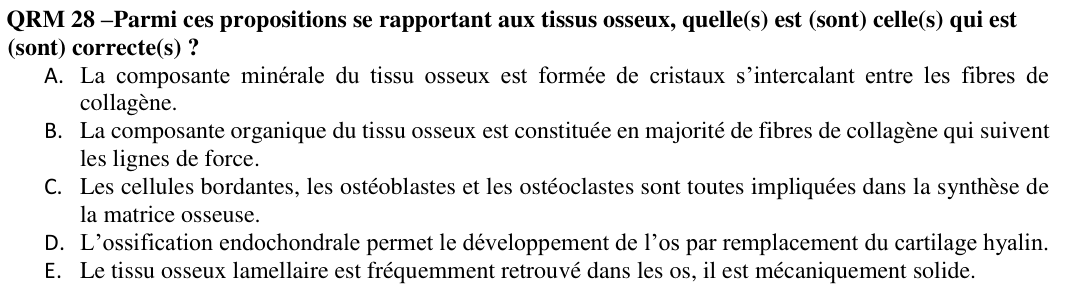 QRM 28 –Parmi ces propositions se rapportant aux tissus osseux, quelle(s) est (sont) celle(s) qui est
(sont) correcte(s) ?
A. La composante minérale du tissu osseux est formée de cristaux s’intercalant entre les fibres de
collagène.
B. La composante organique du tissu osseux est constituée en majorité de fibres de collagène qui suivent
les lignes de force.
C. Les cellules bordantes, les ostéoblastes et les ostéoclastes sont toutes impliquées dans la synthèse de
la matrice osseuse.
D. L’ossification endochondrale permet le développement de l’os par remplacement du cartilage hyalin.
E. Le tissu osseux lamellaire est fréquemment retrouvé dans les os, il est mécaniquement solide.